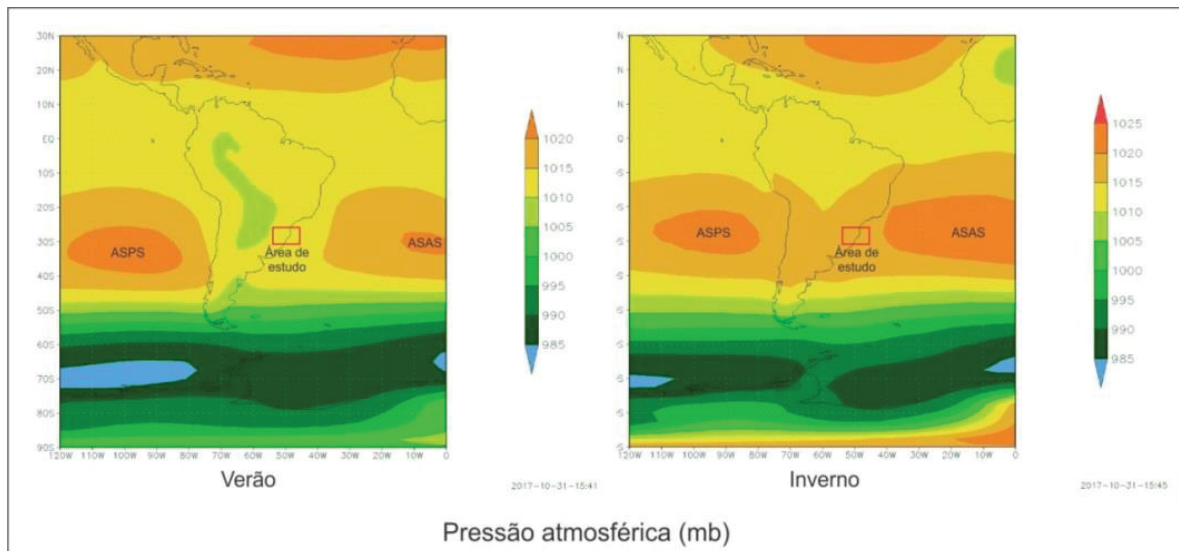 30N
20N
10N
EQ
10S
20S
30S
40S
50S
60S
70S
80S
90S
120W 110W 100W 90W 80W 70W 60W 50W 40W 30W 20W 10W 0
ASPS
ASAS
Área de
estudo
1020
1015
1010
1005
1000
995
990
985
Verão
2017-10-31-15:41
N
N
N
Q
S
S
S
S
S
S
S
S
S
120W 110W 100W 90W 80W 70W 60W 50W 40W 30W 20W 10W 0
ASPS
ASAS
Área de
estudo
1025
1020
1015
1010
1005
1000
995
990
985
Inverno
2017-10-31-15:45
Pressão atmosférica (mb)